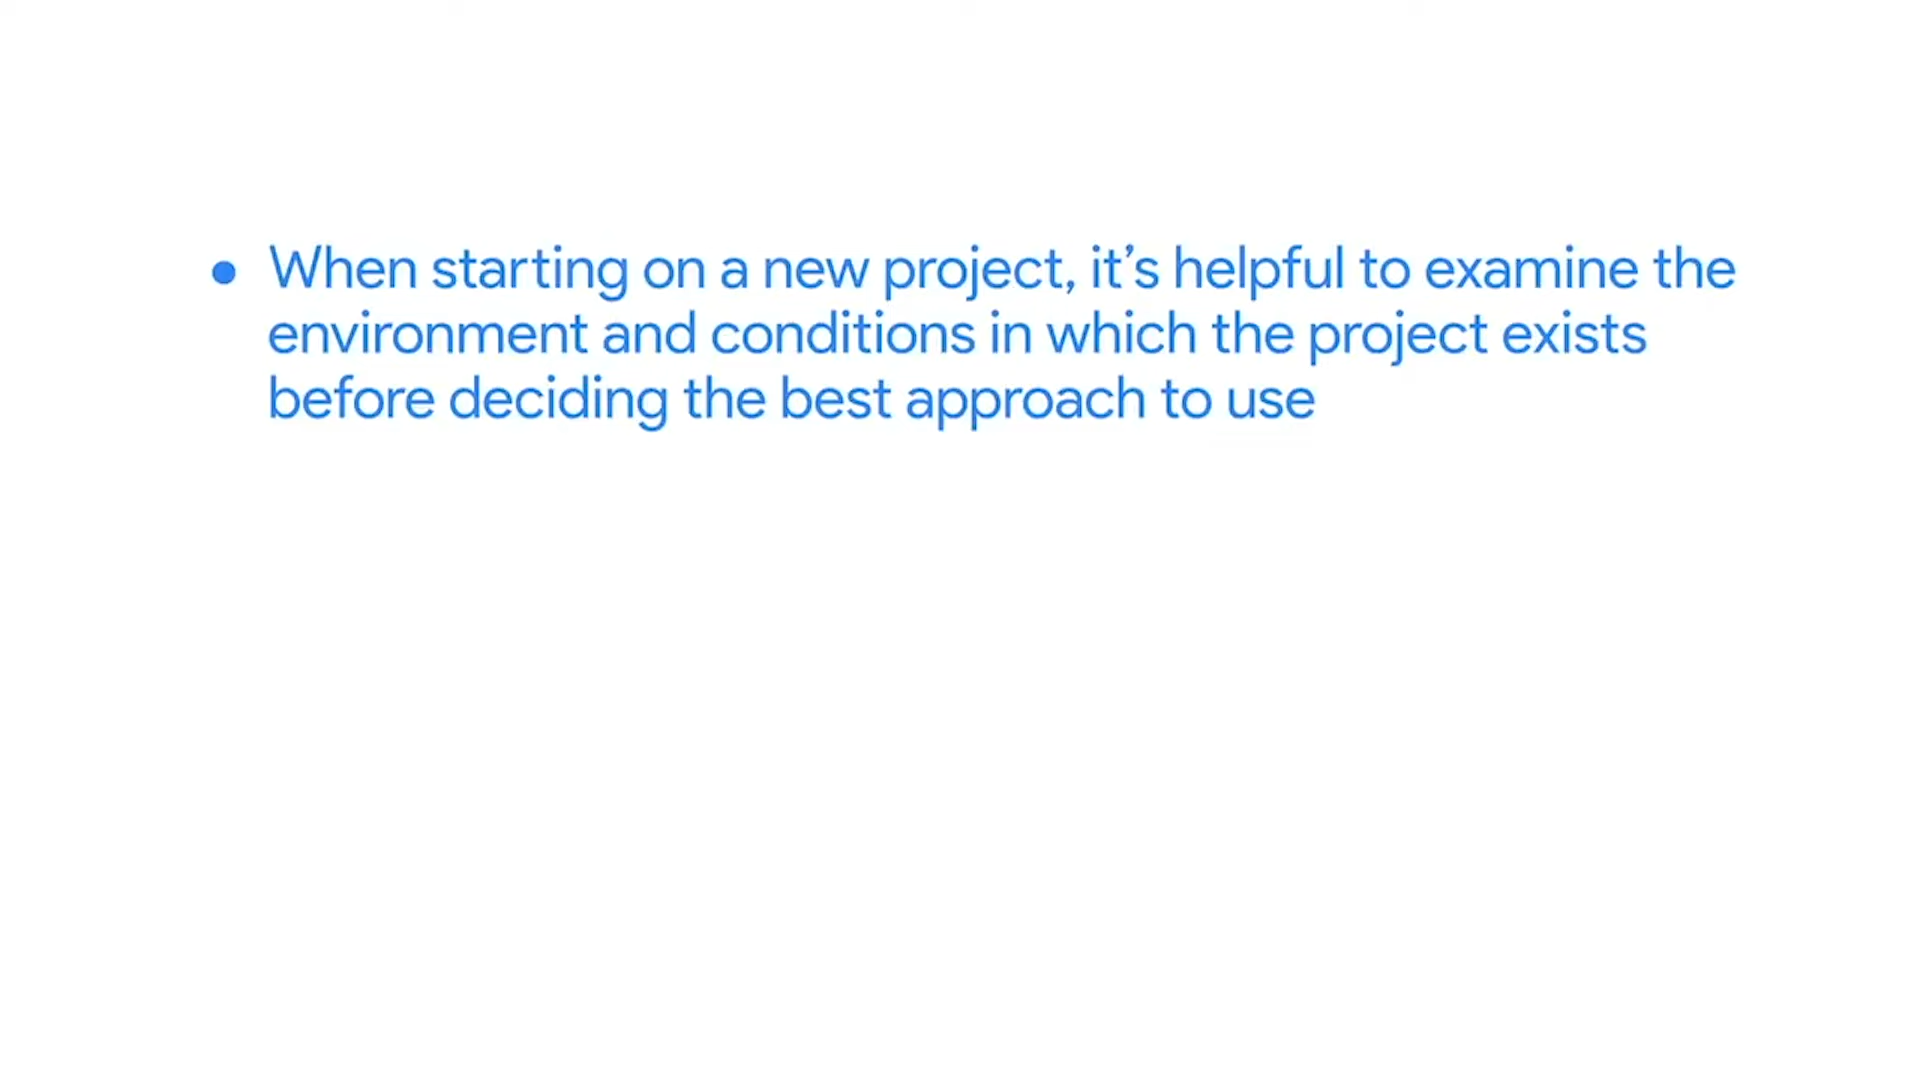 • When starting on a new project, it’s helpful to examine the
environment and conditions in which the project exists
before deciding the best approach to use